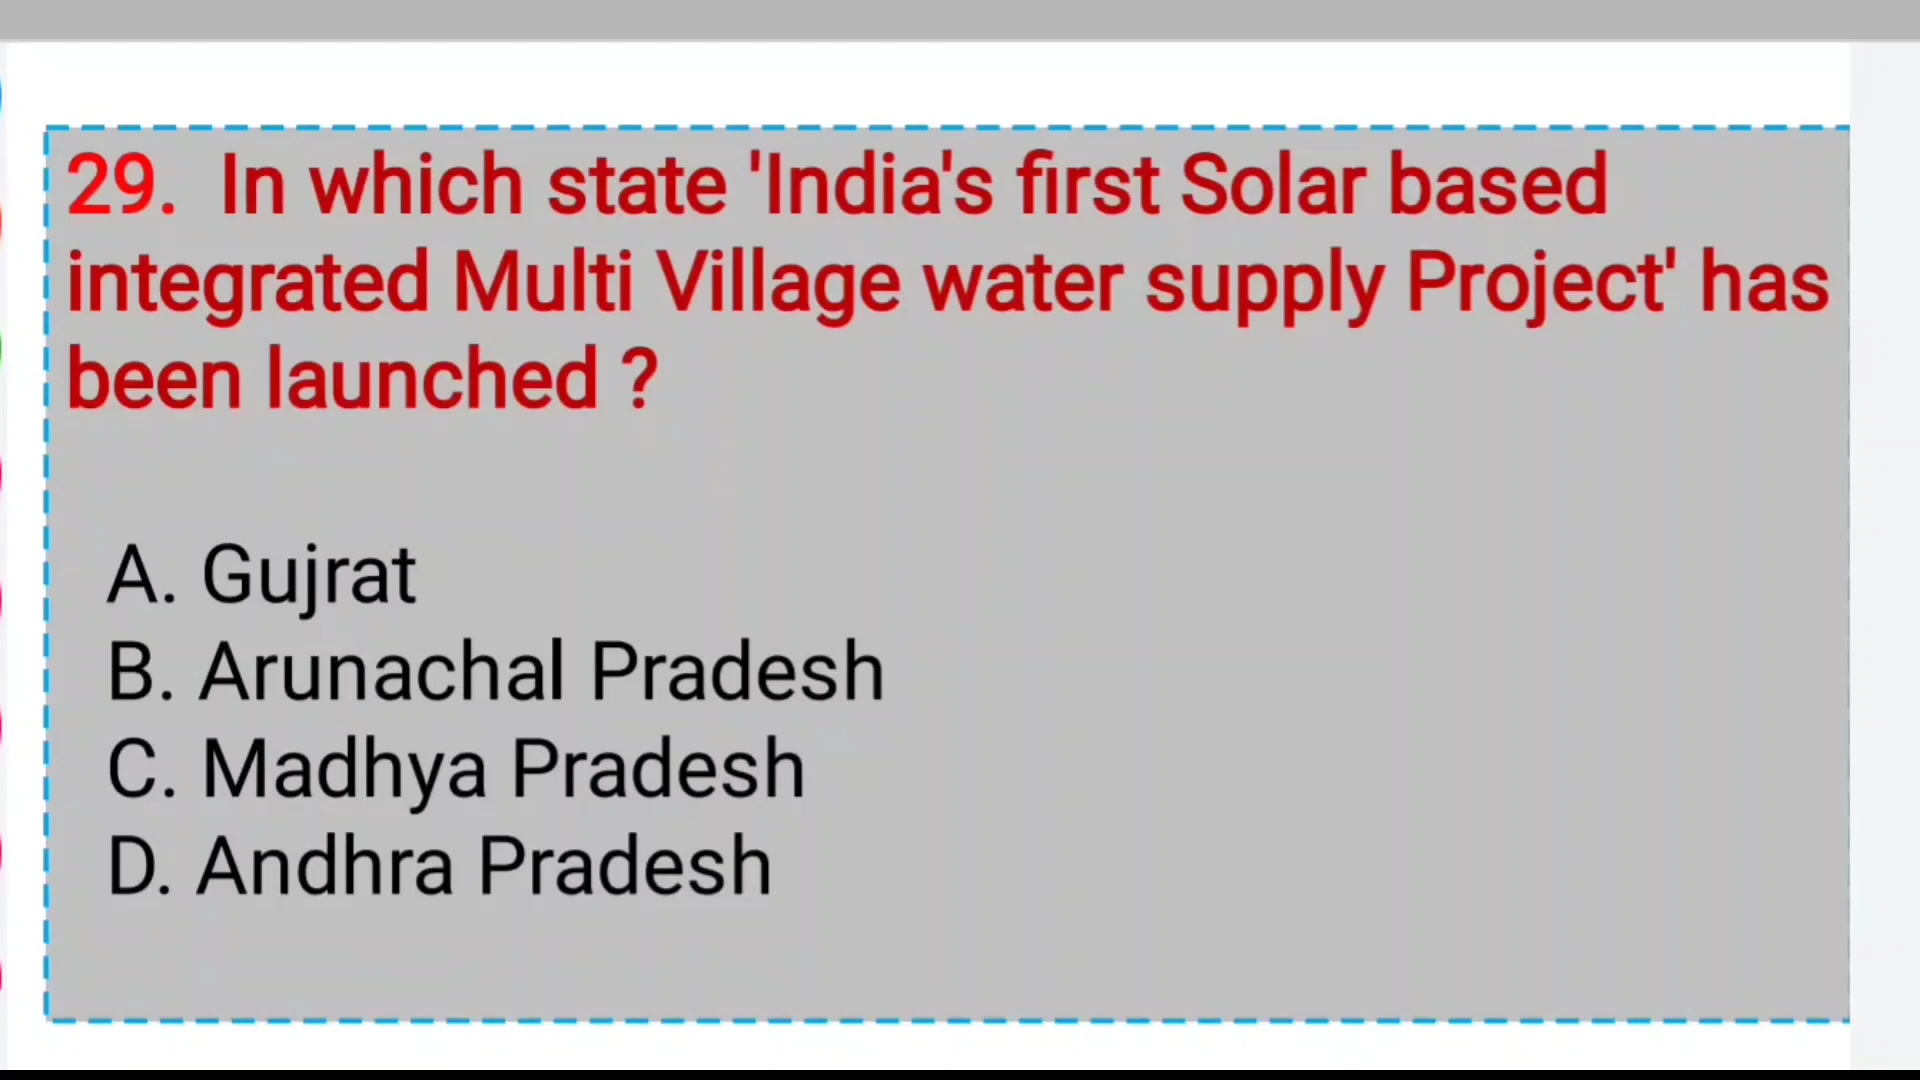 29. In which state 'India's first Solar based
integrated Multi Village water supply Project' has
been launched ?
A. Gujrat
B. Arunachal Pradesh
C. Madhya Pradesh
D. Andhra Pradesh